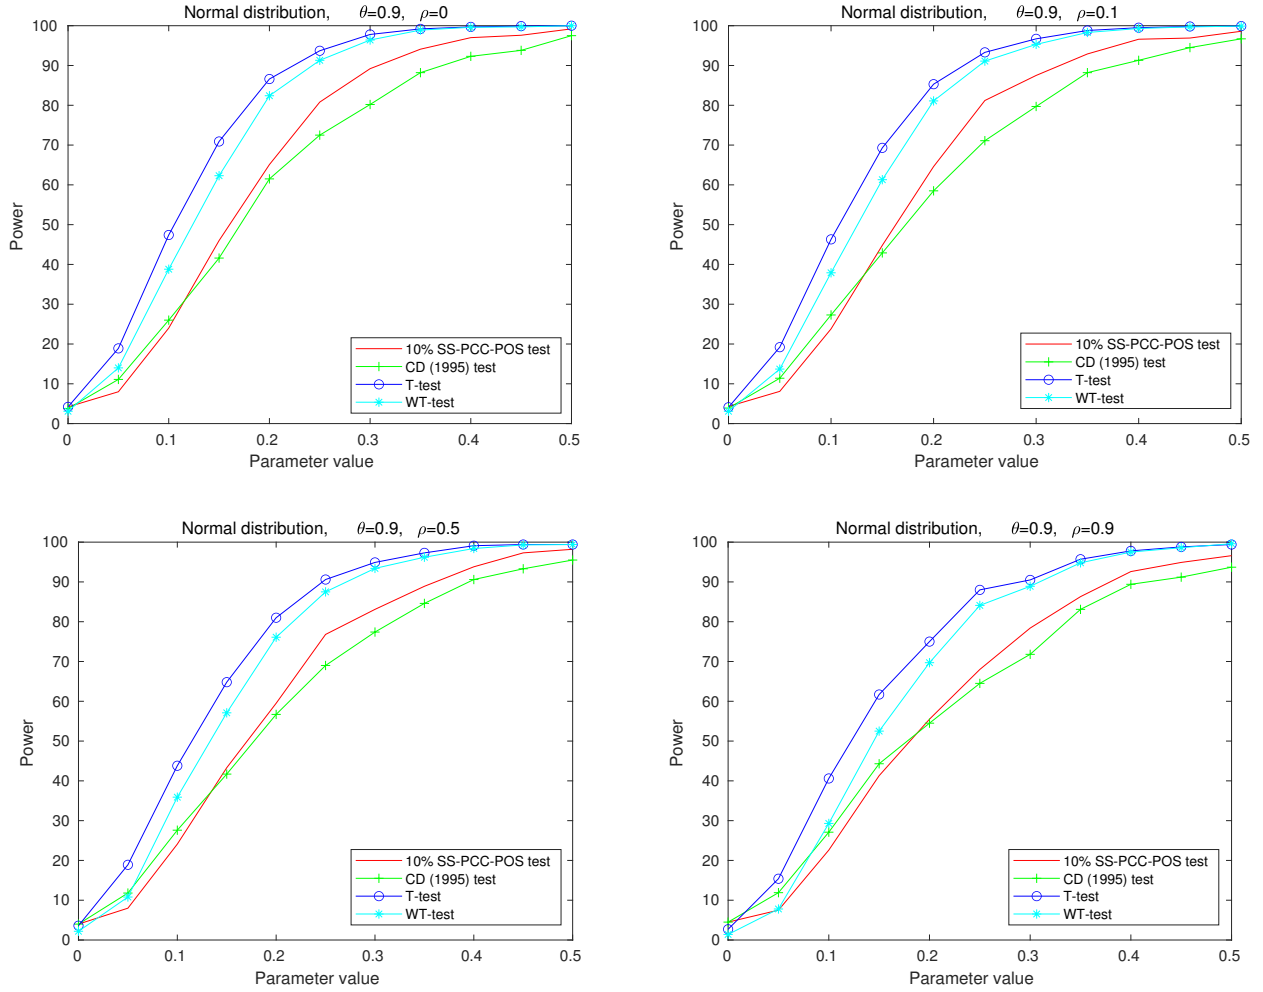 Normal distribution, θ=0.9, ρ=0
100
90
80
70
60
50
40
30
20
10
0
Power
0 0.1 0.2 0.3 0.4 0.5
Parameter value
10% SS-PCC-POS test
CD (1995) test
T-test
WT-test
Normal distribution, θ=0.9, ρ=0.1
100
90
80
70
60
50
40
30
20
10
0
Power
0 0.1 0.2 0.3 0.4 0.5
Parameter value
10% SS-PCC-POS test
CD (1995) test
T-test
WT-test
Normal distribution, θ=0.9, ρ=0.5
100
90
80
70
60
50
40
30
20
10
0
Power
0 0.1 0.2 0.3 0.4 0.5
Parameter value
10% SS-PCC-POS test
CD (1995) test
T-test
WT-test
Normal distribution, θ=0.9, ρ=0.9
100
90
80
70
60
50
40
30
20
10
0
Power
0 0.1 0.2 0.3 0.4 0.5
Parameter value
10% SS-PCC-POS test
CD (1995) test
T-test
WT-test